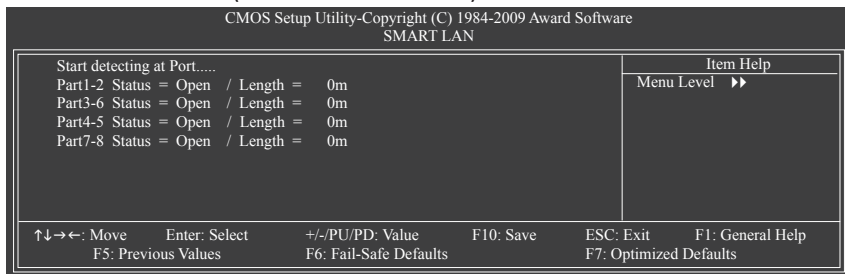 CMOS Setup Utility-Copyright (C) 1984-2009 Award Software
SMART LAN
Start detecting at Port.....
Part1-2 Status = Open / Length = 0m
Part3-6 Status = Open / Length = 0m
Part4-5 Status = Open / Length = 0m
Part7-8 Status = Open / Length = 0m
Item Help
Menu Level ▶▶
↑↓→←: Move Enter: Select +/-/PU/PD: Value F10: Save ESC: Exit F1: General Help
F5: Previous Values F6: Fail-Safe Defaults F7: Optimized Defaults